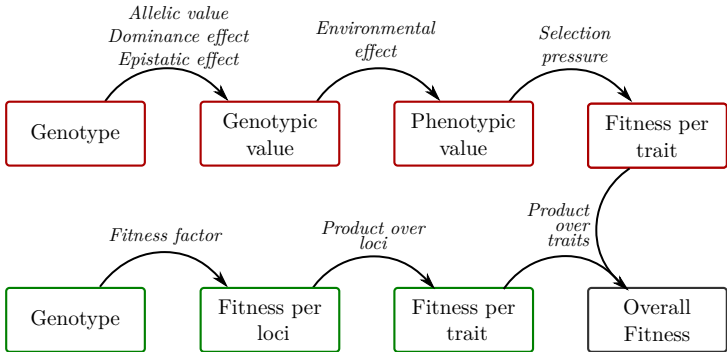 Allelic value
Dominance effect
Epistatic effect
Environmental
effect
Selection
pressure
Genotype
Genotypic
value
Phenotypic
value
Fitness per
trait
Fitness factor
Product over
loci
Product
over
traits
Genotype
Fitness per
loci
Fitness per
trait
Overall
Fitness